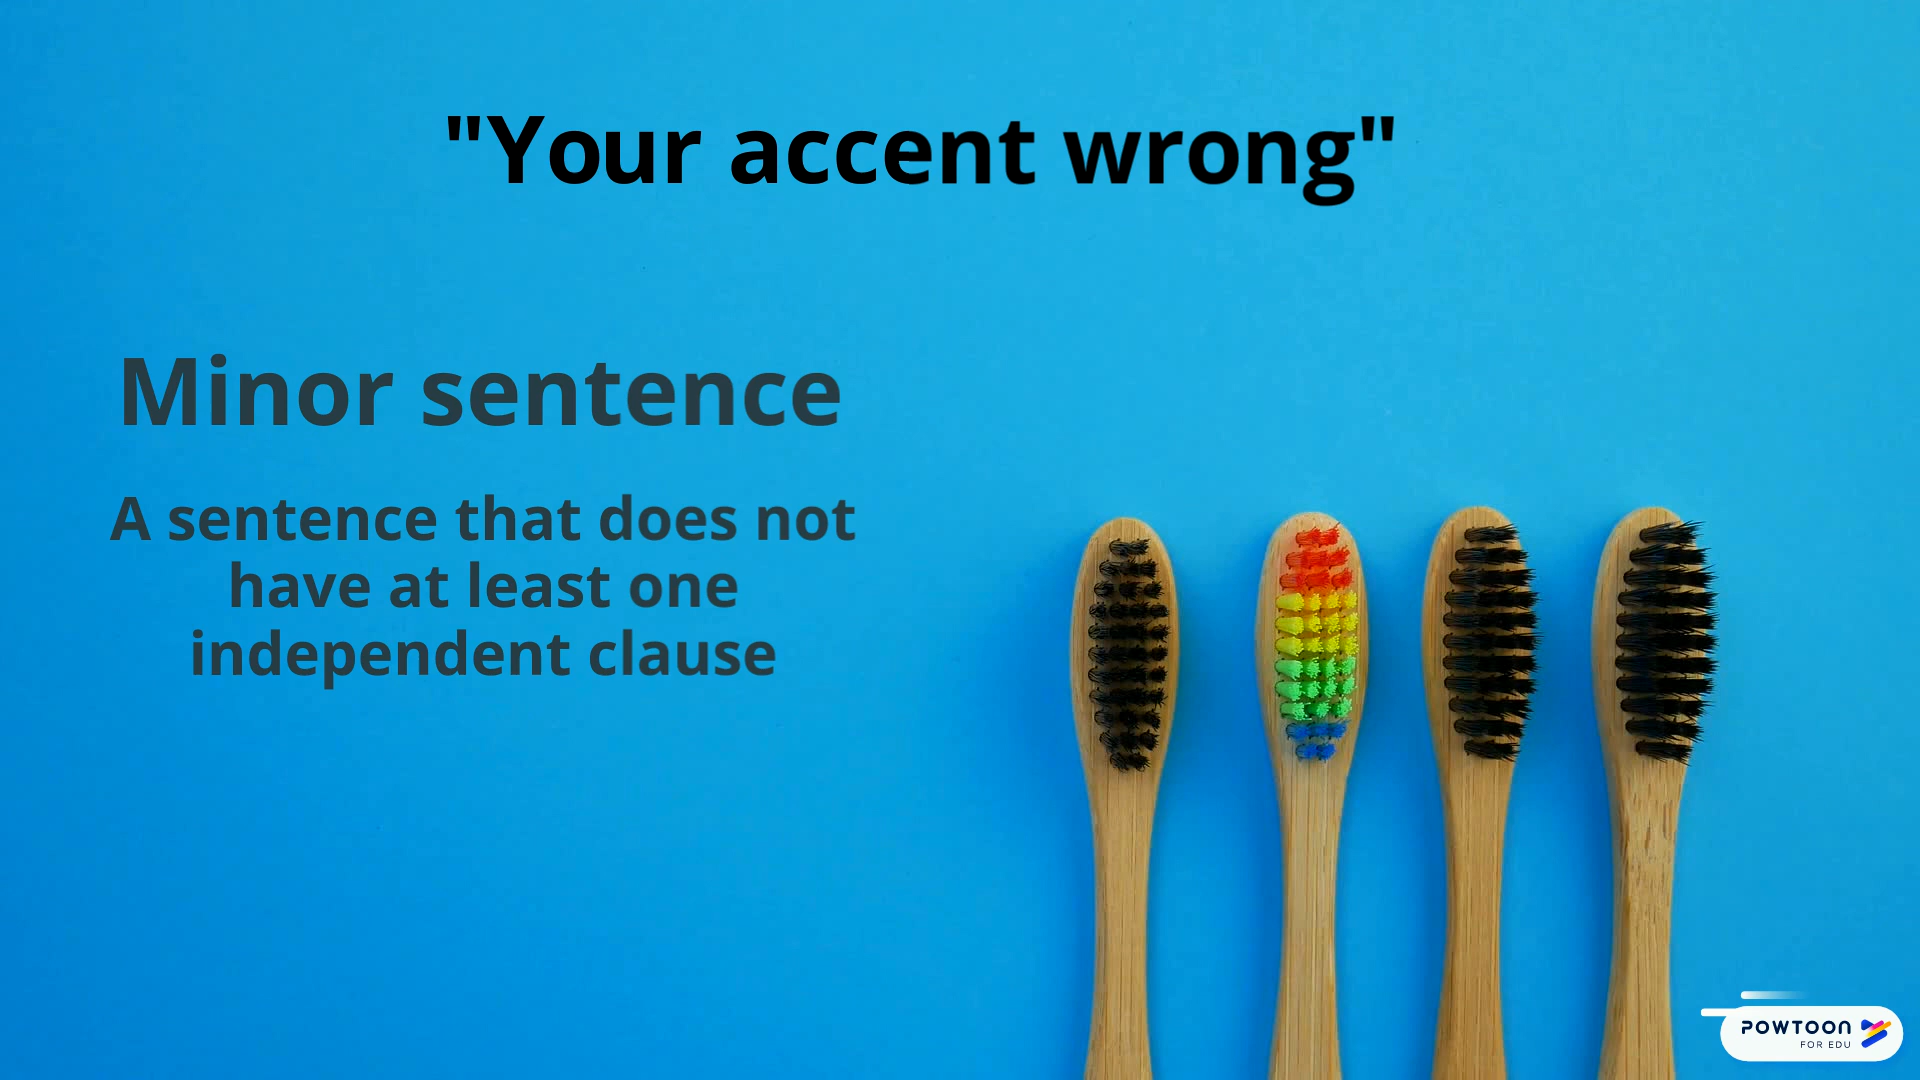 "Your accent wrong"
Minor sentence
A sentence that does not
have at least one
independent clause
POWTOON
FOR EDU